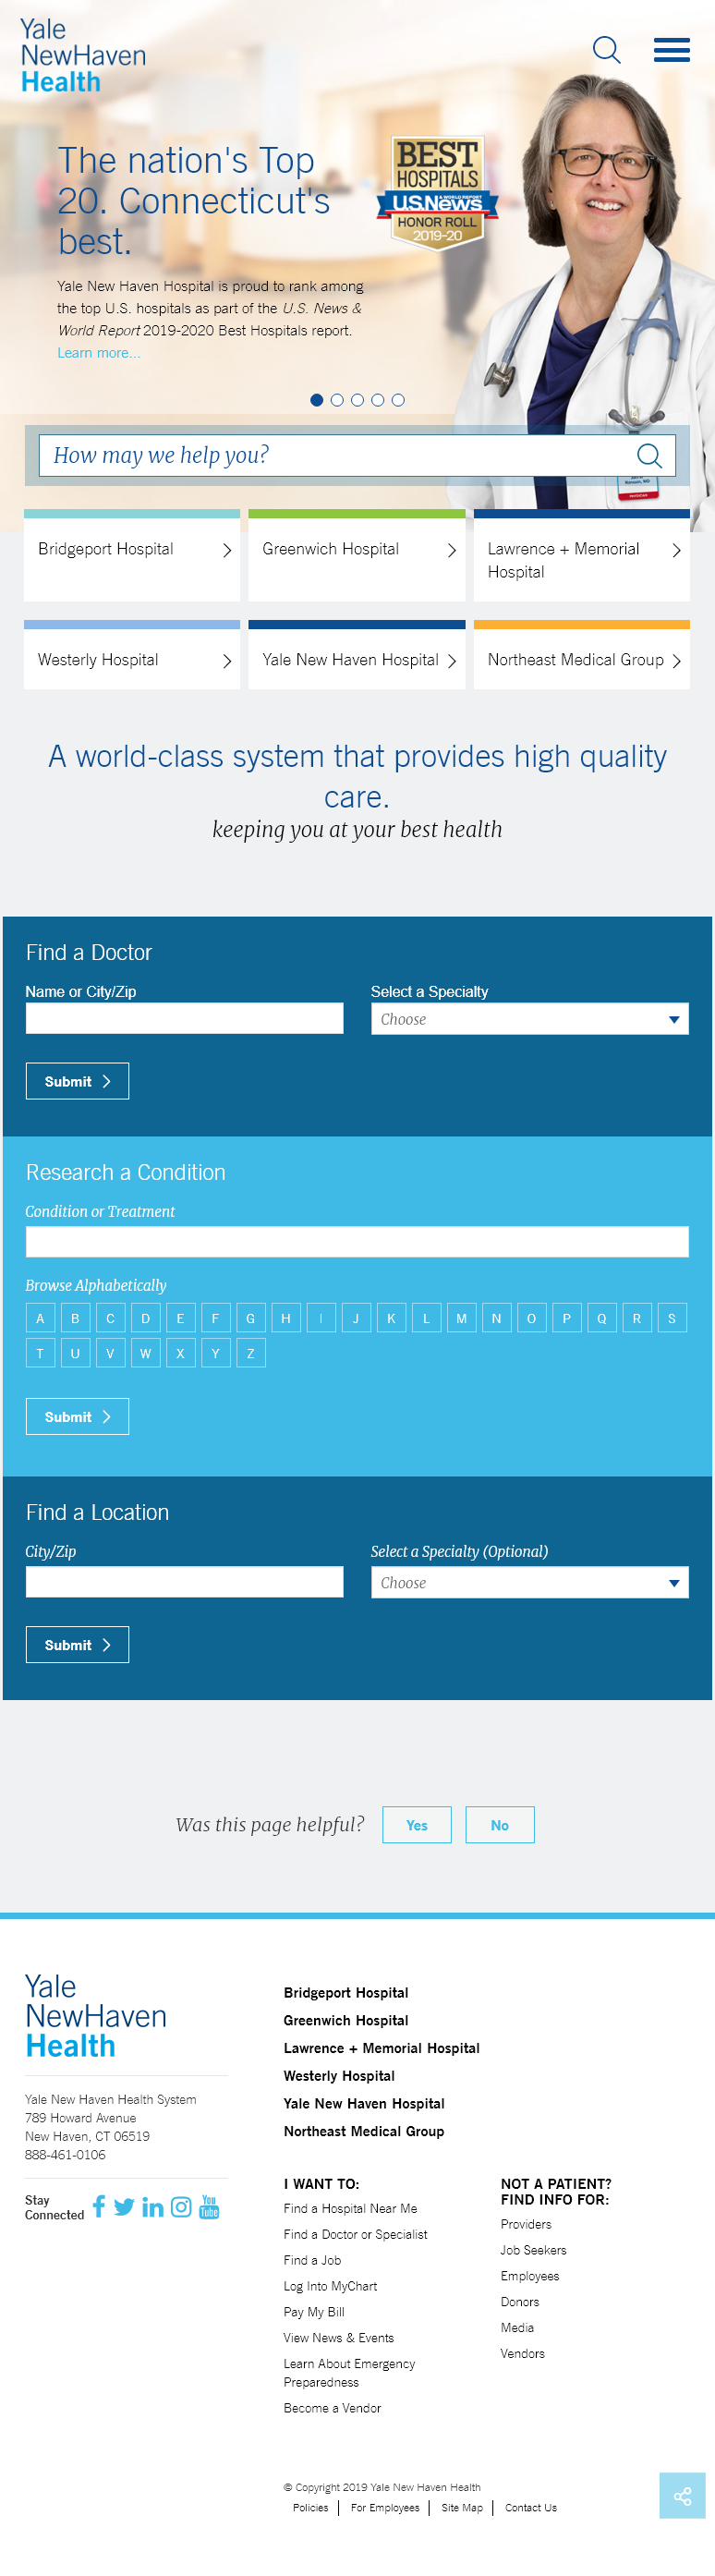 Yale
NewHaven
Health
The nation's Top
20. Connecticut's
best.
BEST
HOSPITALS
U.S.News
& WORLD REPORT
HONOR ROLL
2019-20
Yale New Haven Hospital is proud to rank among
the top U.S. hospitals as part of the U.S. News &
World Report 2019-2020 Best Hospitals report.
Learn more...
How may we help you?
Bridgeport Hospital
Greenwich Hospital
Lawrence + Memorial
Hospital
Westerly Hospital
Yale New Haven Hospital
Northeast Medical Group
A world-class system that provides high quality
care.
keeping you at your best health
Find a Doctor
Name or City/Zip
Select a Specialty
Choose
Submit
Research a Condition
Condition or Treatment
Browse Alphabetically
A B C D E F G H I J K L M N O P Q R S
T U V W X Y Z
Submit
Find a Location
City/Zip
Select a Specialty (Optional)
Choose
Submit
Was this page helpful? Yes No
Yale
NewHaven
Health
Yale New Haven Health System
789 Howard Avenue
New Haven, CT 06519
888-461-0106
Stay
Connected
You
Tube
Bridgeport Hospital
Greenwich Hospital
Lawrence + Memorial Hospital
Westerly Hospital
Yale New Haven Hospital
Northeast Medical Group
I WANT TO:
Find a Hospital Near Me
Find a Doctor or Specialist
Find a Job
Log Into MyChart
Pay My Bill
View News & Events
Learn About Emergency
Preparedness
Become a Vendor
NOT A PATIENT?
FIND INFO FOR:
Providers
Job Seekers
Employees
Donors
Media
Vendors
© Copyright 2019 Yale New Haven Health
Policies | For Employees | Site Map | Contact Us